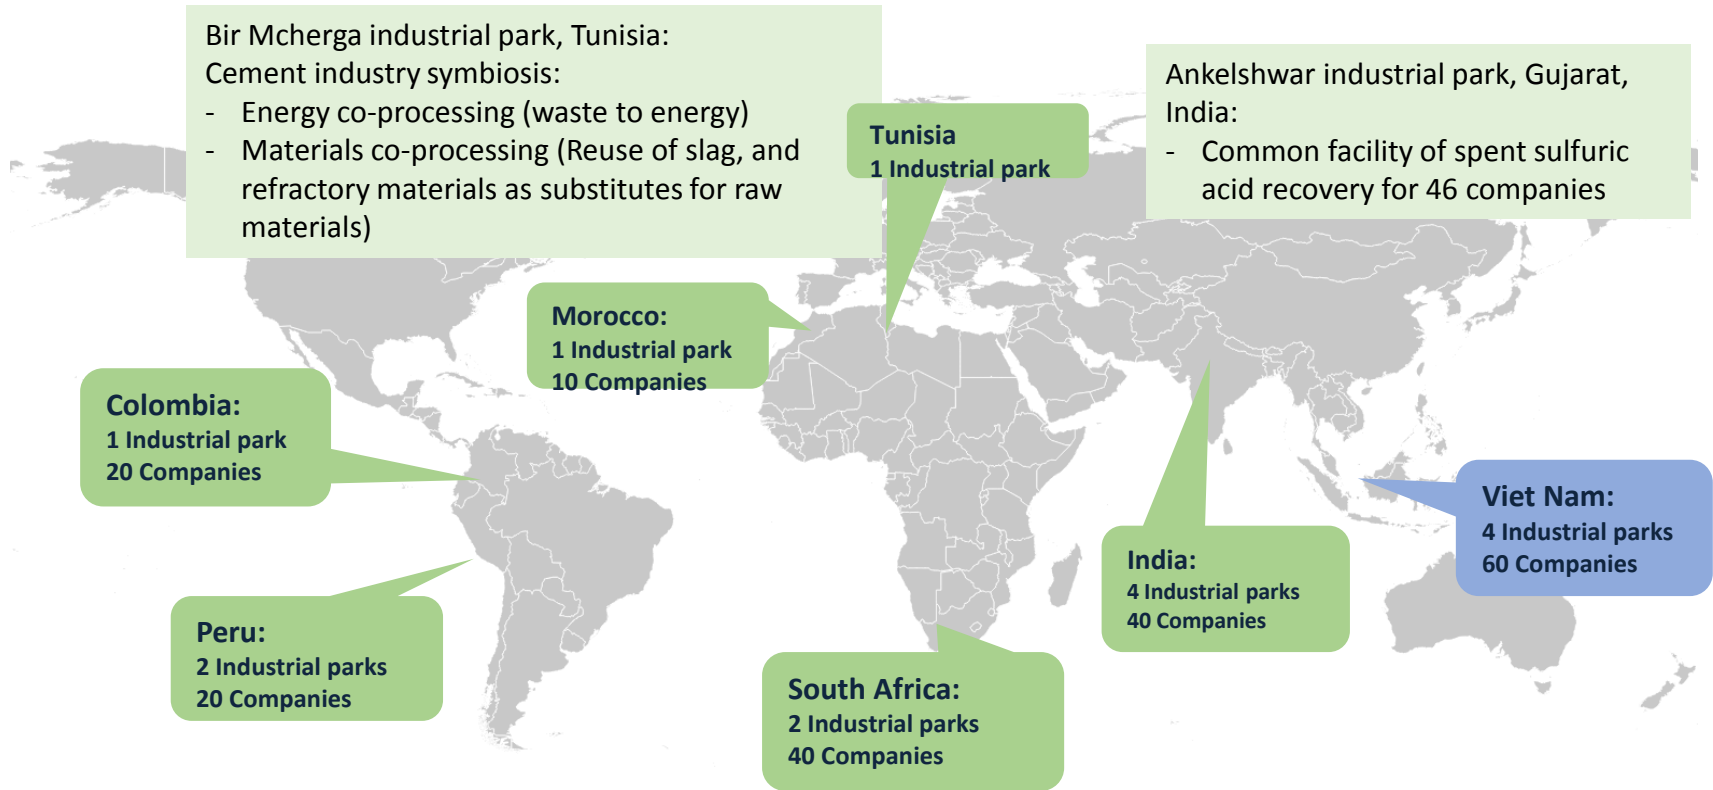 Bir Mcherga industrial park, Tunisia:
Cement industry symbiosis:
- Energy co-processing (waste to energy)
- Materials co-processing (Reuse of slag, and
refractory materials as substitutes for raw
materials)
Tunisia
1 Industrial park
Ankelshwar industrial park, Gujarat,
India:
- Common facility of spent sulfuric
acid recovery for 46 companies
Morocco:
1 Industrial park
10 Companies
Colombia:
1 Industrial park
20 Companies
Viet Nam:
4 Industrial parks
60 Companies
India:
4 Industrial parks
40 Companies
Peru:
2 Industrial parks
20 Companies
South Africa:
2 Industrial parks
40 Companies